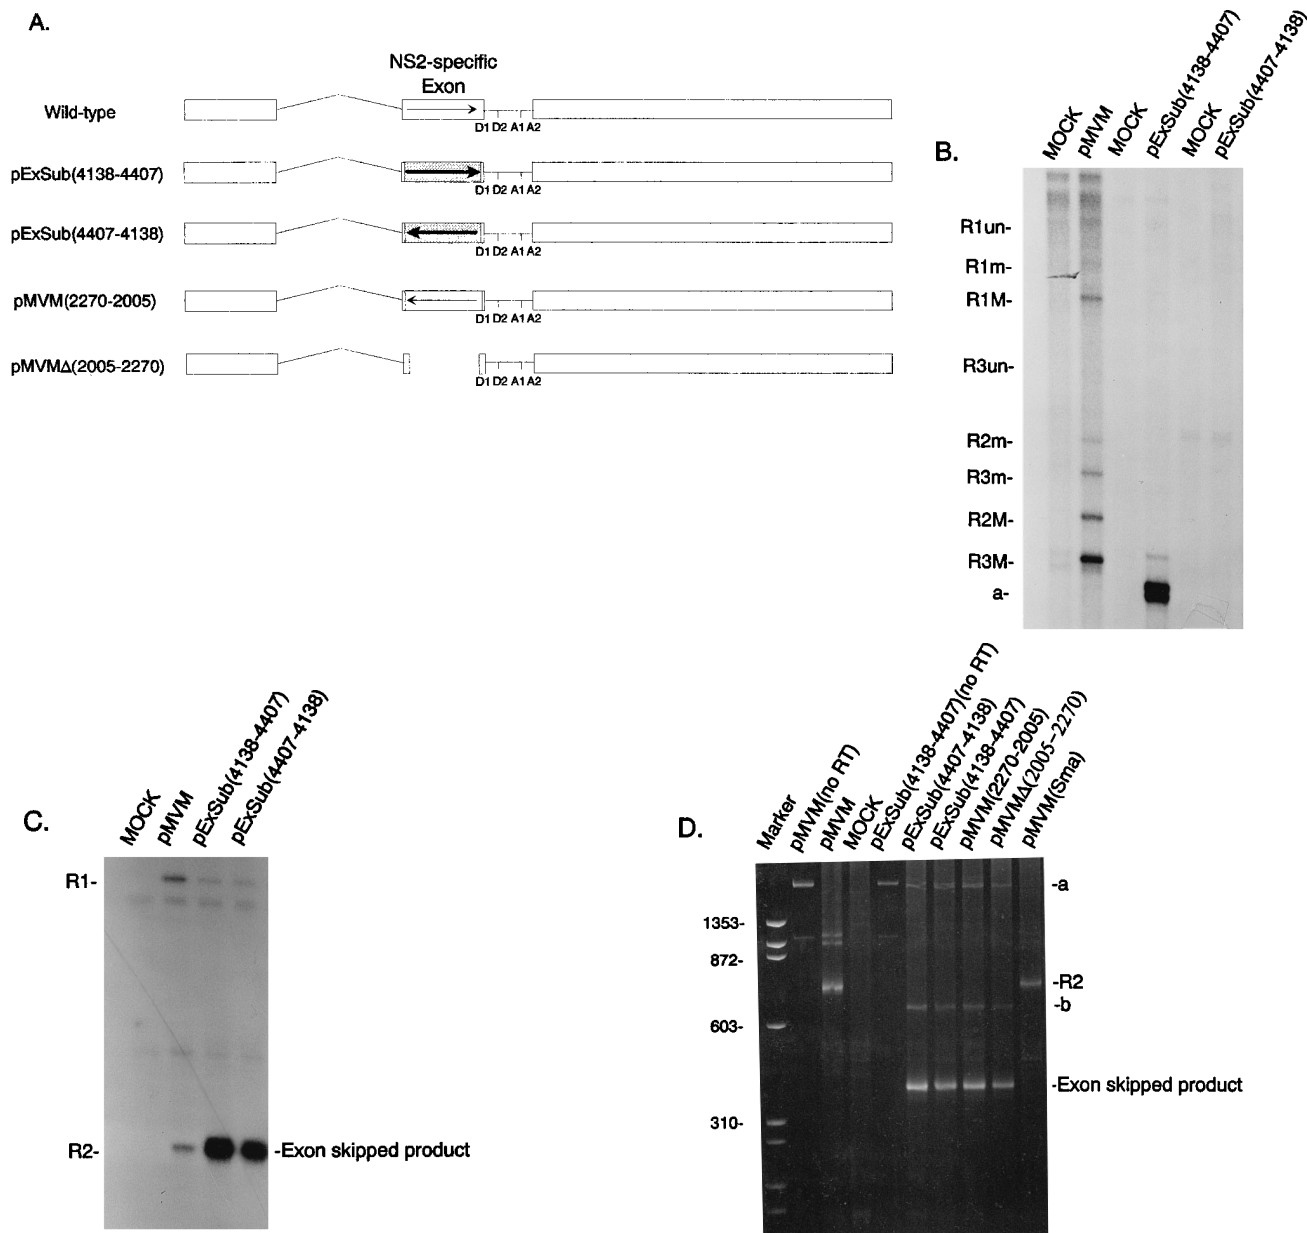 A.
NS2-specific
Exon
Wild-type
D1 D2 A1 A2
pExSub(4138-4407)
D1 D2 A1 A2
pExSub(4407-4138)
D1 D2 A1 A2
pMVM(2270-2005)
D1 D2 A1 A2
pMVMΔ(2005-2270)
D1 D2 A1 A2
B.
MOCK
pMVM
MOCK
pExSub(4138-4407)
MOCK
pExSub(4407-4138)
R1un-
R1m-
R1M-
R3un-
R2m-
R3m-
R2M-
R3M-
a-
C.
MOCK
pMVM
pExSub(4138-4407)
pExSub(4407-4138)
R1-
R2-
-Exon skipped product
D.
Marker
pMVM(no RT)
pMVM
MOCK
pExSub(4138-4407)(no RT)
pExSub(4407-4138)
pExSub(4138-4407)
pMVM(2270-2005)
pMVMΔ(2005-2270)
pMVM(Sma)
1353-
872-
603-
310-
-a
-R2
-b
-Exon skipped product